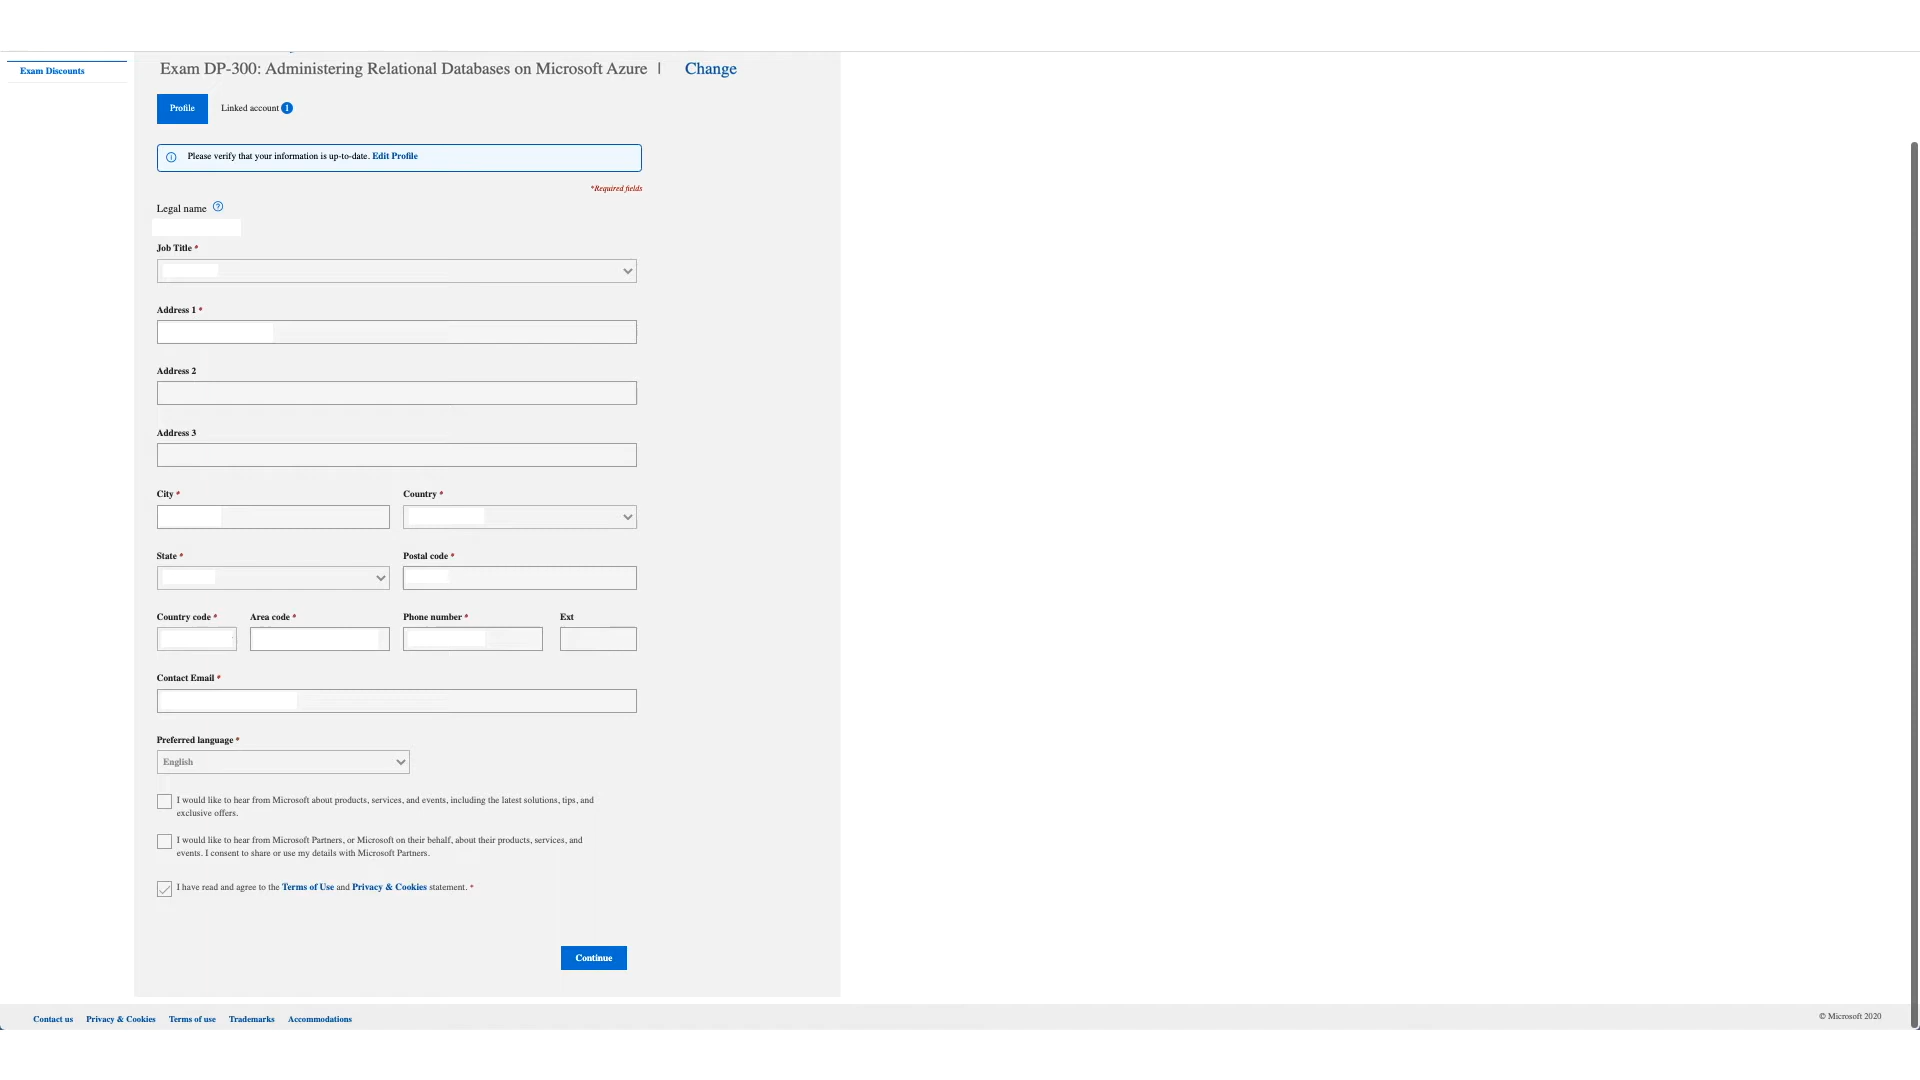 Exam Discounts
Exam DP-300: Administering Relational Databases on Microsoft Azure | Change
Profile Linked account
Please verify that your information is up-to-date. Edit Profile
*Required fields
Legal name
Job Title *
Address 1 *
Address 2
Address 3
City * Country *
State * Postal code *
Country code * Area code * Phone number * Ext
Contact Email *
Preferred language *
English
I would like to hear from Microsoft about products, services, and events, including the latest solutions, tips, and
exclusive offers.
I would like to hear from Microsoft Partners, or Microsoft on their behalf, about their products, services, and
events. I consent to share or use my details with Microsoft Partners.
I have read and agree to the Terms of Use and Privacy & Cookies statement. *
Continue
Contact us Privacy & Cookies Terms of use Trademarks Accommodations © Microsoft 2020